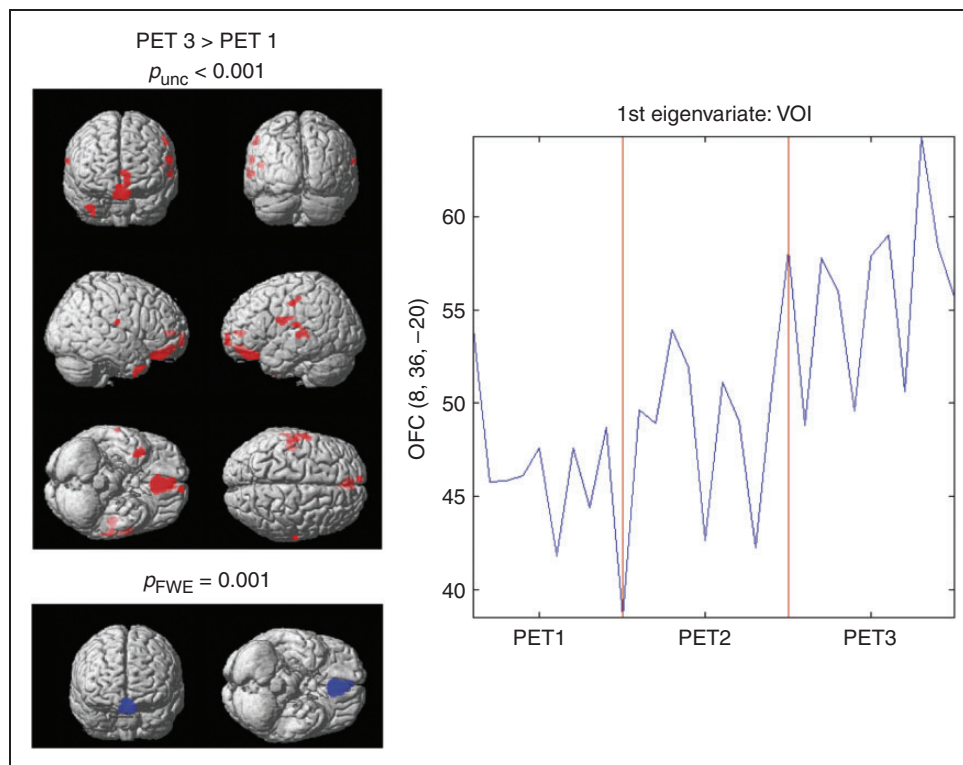 PET 3 > PET 1
p_unc < 0.001
p_FWE = 0.001
1st eigenvariate: VOI
OFC (8, 36, −20)
60
55
50
45
40
PET1 PET2 PET3